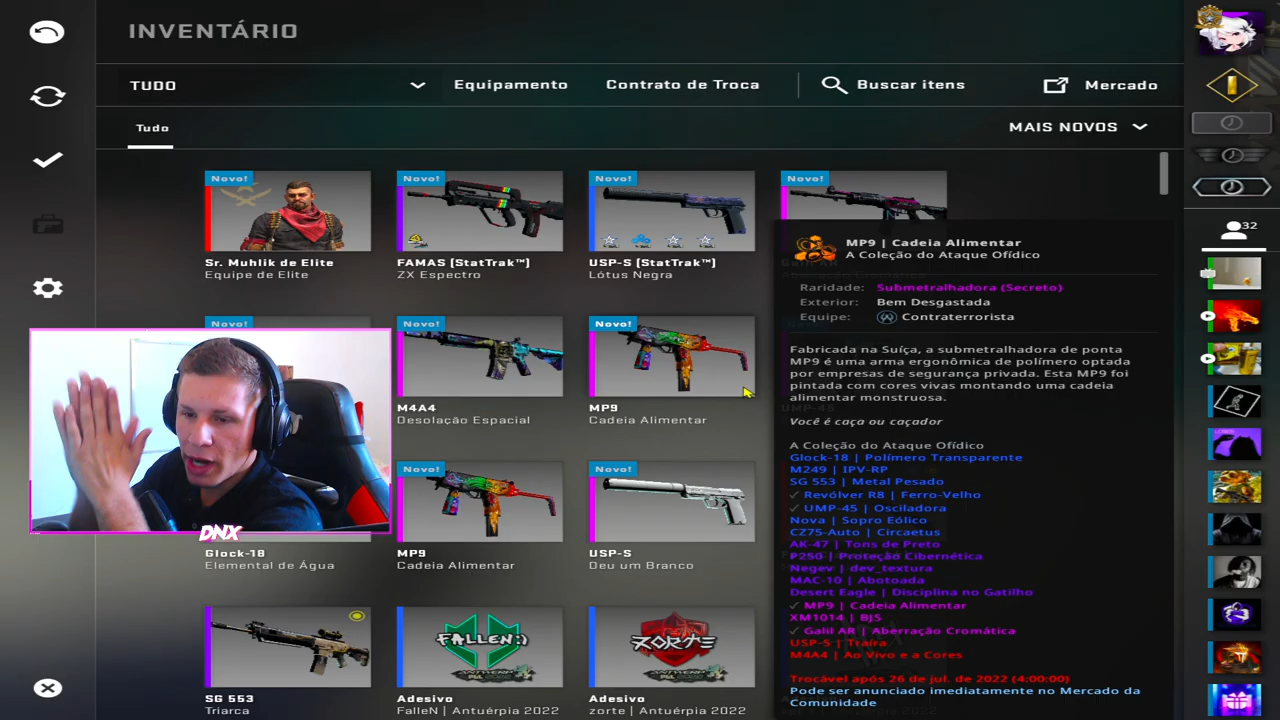 INVENTÁRIO
TUDO
Equipamento
Contrato de Troca
Buscar itens
Mercado
Tudo
MAIS NOVOS
Novo!
Sr. Muhlik de Elite
Equipe de Elite
Novo!
FAMAS [StatTrak™]
ZX Espectro
Novo!
USP-S [StatTrak™]
Lótus Negra
Novo!
32
Novo!
Novo!
M4A4
Desolação Espacial
Novo!
MP9
Cadeia Alimentar
DNX
Glock-18
Elemental de Água
Novo!
MP9
Cadeia Alimentar
Novo!
USP-S
Deu um Branco
SG 553
Triarca
FALLEN:)
ANTWERP
PGL 2022
Adesivo
FalleN | Antuérpia 2022
ZORTE
ANTWERP
PGL 2022
Adesivo
zorte | Antuérpia 2022
MP9 | Cadeia Alimentar
A Coleção do Ataque Ofídico
Raridade: Submetralhadora (Secreto)
Exterior: Bem Desgastada
Equipe: Contraterrorista
Fabricada na Suíça, a submetralhadora de ponta
MP9 é uma arma ergonômica de polímero optada
por empresas de segurança privada. Esta MP9 foi
pintada com cores vivas montando uma cadeia
alimentar monstruosa.
Você é caça ou caçador
A Coleção do Ataque Ofídico
Glock-18 | Polímero Transparente
M249 | IPV-RP
SG 553 | Metal Pesado
✓ Revólver R8 | Ferro-Velho
✓ UMP-45 | Osciladora
Nova | Sopro Eólico
CZ75-Auto | Circaetus
AK-47 | Tons de Preto
P250 | Proteção Cibernética
Negev | dev_textura
MAC-10 | Abotoada
Desert Eagle | Disciplina no Gatilho
✓ MP9 | Cadeia Alimentar
XM1014 | BJS
✓ Galil AR | Aberração Cromática
USP-S | Traíra
M4A4 | Ao Vivo e a Cores
Trocável após 26 de jul. de 2022 (4:00:00)
Pode ser anunciado imediatamente no Mercado da
Comunidade